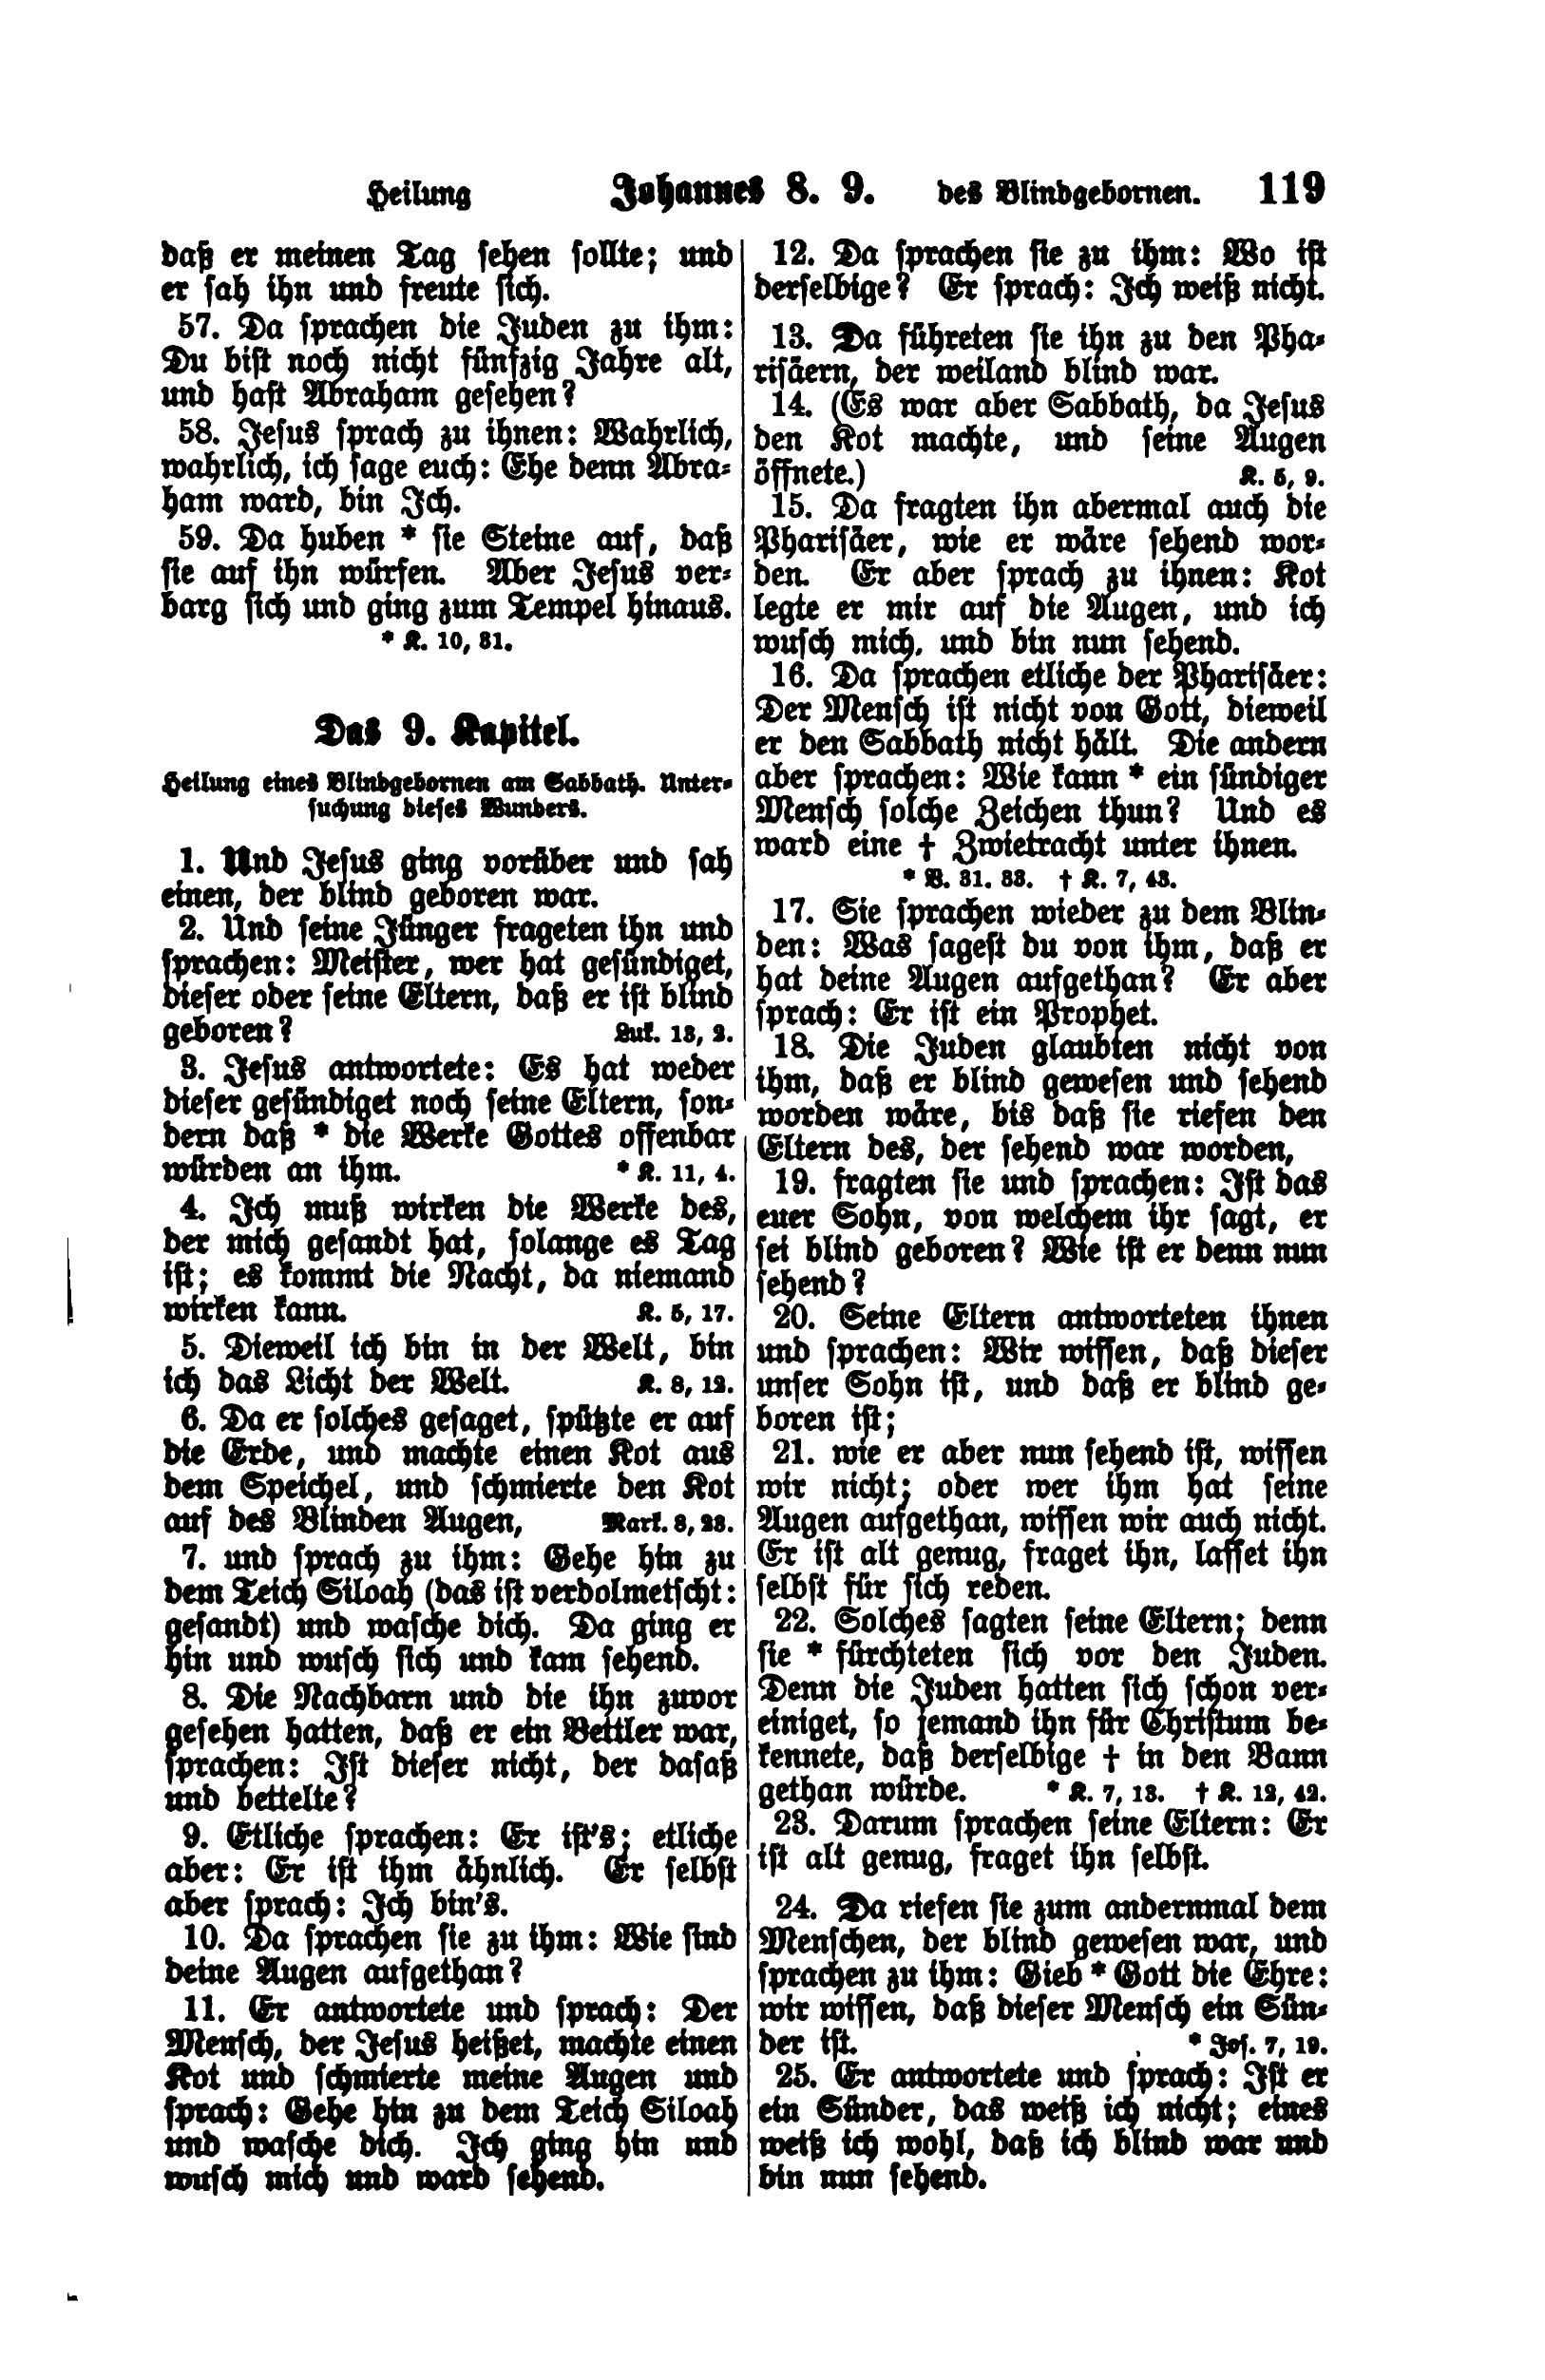 Heilung Johannes 8. 9. des Blindgebornen. 119
daß er meinen Tag sehen sollte; und
er sah ihn und freute sich.
57. Da sprachen die Juden zu ihm:
Du bist noch nicht fünfzig Jahre alt,
und hast Abraham gesehen?
58. Jesus sprach zu ihnen: Wahrlich,
wahrlich, ich sage euch: Ehe denn Abra-
ham ward, bin Ich.
59. Da huben * sie Steine auf, daß
sie auf ihn würfen. Aber Jesus ver-
barg sich und ging zum Tempel hinaus.
* K. 10, 31.
Das 9. Kapitel.
Heilung eines Blindgebornen am Sabbath. Unter-
suchung dieses Wunders.
1. Und Jesus ging vorüber und sah
einen, der blind geboren war.
2. Und seine Jünger frageten ihn und
sprachen: Meister, wer hat gesündiget,
dieser oder seine Eltern, daß er ist blind
geboren? Luk. 13, 2.
3. Jesus antwortete: Es hat weder
dieser gesündiget noch seine Eltern, son-
dern daß * die Werke Gottes offenbar
würden an ihm. * K. 11, 4.
4. Ich muß wirken die Werke des,
der mich gesandt hat, solange es Tag
ist; es kommt die Nacht, da niemand
wirken kann. K. 5, 17.
5. Dieweil ich bin in der Welt, bin
ich das Licht der Welt. K. 8, 12.
6. Da er solches gesaget, spützte er auf
die Erde, und machte einen Kot aus
dem Speichel, und schmierte den Kot
auf des Blinden Augen, Mark. 8, 23.
7. und sprach zu ihm: Gehe hin zu
dem Teich Siloah (das ist verdolmetscht:
gesandt) und wasche dich. Da ging er
hin und wusch sich und kam sehend.
8. Die Nachbarn und die ihn zuvor
gesehen hatten, daß er ein Bettler war,
sprachen: Ist dieser nicht, der dasaß
und bettelte?
9. Etliche sprachen: Er ist's; etliche
aber: Er ist ihm ähnlich. Er selbst
aber sprach: Ich bin's.
10. Da sprachen sie zu ihm: Wie sind
deine Augen aufgethan?
11. Er antwortete und sprach: Der
Mensch, der Jesus heißet, machte einen
Kot und schmierte meine Augen und
sprach: Gehe hin zu dem Teich Siloah
und wasche dich. Ich ging hin und
wusch mich und ward sehend.
12. Da sprachen sie zu ihm: Wo ist
derselbige? Er sprach: Ich weiß nicht.
13. Da führeten sie ihn zu den Pha-
risäern, der weiland blind war.
14. (Es war aber Sabbath, da Jesus
den Kot machte, und seine Augen
öffnete.) K. 5, 9.
15. Da fragten ihn abermal auch die
Pharisäer, wie er wäre sehend wor-
den. Er aber sprach zu ihnen: Kot
legte er mir auf die Augen, und ich
wusch mich, und bin nun sehend.
16. Da sprachen etliche der Pharisäer:
Der Mensch ist nicht von Gott, dieweil
er den Sabbath nicht hält. Die andern
aber sprachen: Wie kann * ein sündiger
Mensch solche Zeichen thun? Und es
ward eine † Zwietracht unter ihnen.
* V. 31. 33. † K. 7, 43.
17. Sie sprachen wieder zu dem Blin-
den: Was sagest du von ihm, daß er
hat deine Augen aufgethan? Er aber
sprach: Er ist ein Prophet.
18. Die Juden glaubten nicht von
ihm, daß er blind gewesen und sehend
worden wäre, bis daß sie riefen den
Eltern des, der sehend war worden,
19. fragten sie und sprachen: Ist das
euer Sohn, von welchem ihr sagt, er
sei blind geboren? Wie ist er denn nun
sehend?
20. Seine Eltern antworteten ihnen
und sprachen: Wir wissen, daß dieser
unser Sohn ist, und daß er blind ge-
boren ist;
21. wie er aber nun sehend ist, wissen
wir nicht; oder wer ihm hat seine
Augen aufgethan, wissen wir auch nicht.
Er ist alt genug, fraget ihn, lasset ihn
selbst für sich reden.
22. Solches sagten seine Eltern; denn
sie * fürchteten sich vor den Juden.
Denn die Juden hatten sich schon ver-
einiget, so jemand ihn für Christum be-
kennete, daß derselbige † in den Bann
gethan würde. * K. 7, 13. † K. 12, 42.
23. Darum sprachen seine Eltern: Er
ist alt genug, fraget ihn selbst.
24. Da riefen sie zum andernmal dem
Menschen, der blind gewesen war, und
sprachen zu ihm: Gieb * Gott die Ehre:
wir wissen, daß dieser Mensch ein Sün-
der ist. * Jos. 7, 19.
25. Er antwortete und sprach: Ist er
ein Sünder, das weiß ich nicht; eines
weiß ich wohl, daß ich blind war und
bin nun sehend.